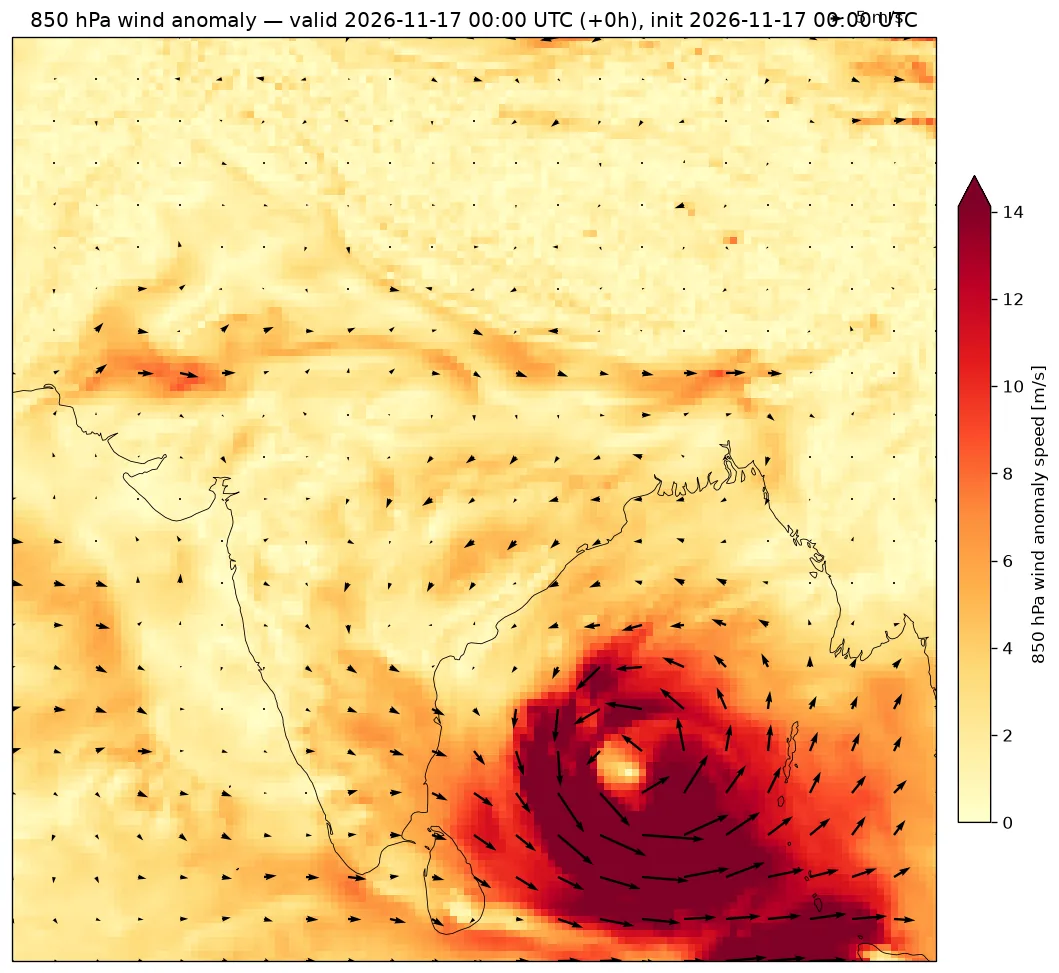 850 hPa wind anomaly — valid 2026-11-17 00:00 UTC (+0h), init 2026-11-17 00:00 UTC
5 m/s
14
12
10
8
6
4
2
0
850 hPa wind anomaly speed [m/s]